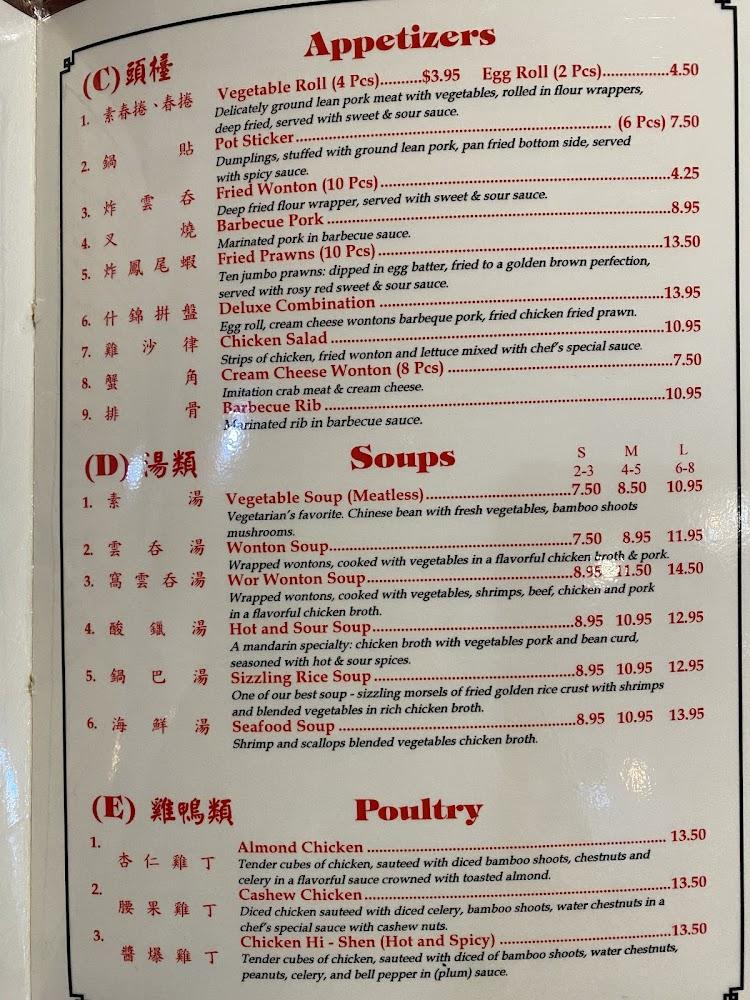 Appetizers
(C) 頭檯
1. 素春捲、春捲 Vegetable Roll (4 Pcs)..........$3.95 Egg Roll (2 Pcs)................4.50
Delicately ground lean pork meat with vegetables, rolled in flour wrappers,
deep fried, served with sweet & sour sauce.
2. 鍋貼 Pot Sticker................ (6 Pcs) 7.50
Dumplings, stuffed with ground lean pork, pan fried bottom side, served
with spicy sauce.
3. 炸雲吞 Fried Wonton (10 Pcs)................4.25
Deep fried flour wrapper, served with sweet & sour sauce.
4. 叉燒 Barbecue Pork................8.95
Marinated pork in barbecue sauce.
5. 炸鳳尾蝦 Fried Prawns (10 Pcs)................13.50
Ten jumbo prawns: dipped in egg batter, fried to a golden brown perfection,
served with rosy red sweet & sour sauce.
6. 什錦拼盤 Deluxe Combination................13.95
Egg roll, cream cheese wontons barbeque pork, fried chicken fried prawn.
7. 雞沙律 Chicken Salad................10.95
Strips of chicken, fried wonton and lettuce mixed with chef's special sauce.
8. 蟹角 Cream Cheese Wonton (8 Pcs)................7.50
Imitation crab meat & cream cheese.
9. 排骨 Barbecue Rib................10.95
Marinated rib in barbecue sauce.
(D) 湯類 Soups S M L
2-3 4-5 6-8
1. 素湯 Vegetable Soup (Meatless)................7.50 8.50 10.95
Vegetarian's favorite. Chinese bean with fresh vegetables, bamboo shoots
mushrooms.
2. 雲吞湯 Wonton Soup................7.50 8.95 11.95
Wrapped wontons, cooked with vegetables in a flavorful chicken broth & pork.
3. 窩雲吞湯 Wor Wonton Soup................8.95 11.50 14.50
Wrapped wontons, cooked with vegetables, shrimps, beef, chicken and pork
in a flavorful chicken broth.
4. 酸鑞湯 Hot and Sour Soup................8.95 10.95 12.95
A mandarin specialty: chicken broth with vegetables pork and bean curd,
seasoned with hot & sour spices.
5. 鍋巴湯 Sizzling Rice Soup................8.95 10.95 12.95
One of our best soup - sizzling morsels of fried golden rice crust with shrimps
and blended vegetables in rich chicken broth.
6. 海鮮湯 Seafood Soup................8.95 10.95 13.95
Shrimp and scallops blended vegetables chicken broth.
(E) 雞鴨類 Poultry
1. 杏仁雞丁 Almond Chicken................ 13.50
Tender cubes of chicken, sauteed with diced bamboo shoots, chestnuts and
celery in a flavorful sauce crowned with toasted almond.
2. 腰果雞丁 Cashew Chicken................13.50
Diced chicken sauteed with diced celery, bamboo shoots, water chestnuts in a
chef's special sauce with cashew nuts.
3. 醬爆雞丁 Chicken Hi - Shen (Hot and Spicy)................13.50
Tender cubes of chicken, sauteed with diced of bamboo shoots, water chestnuts,
peanuts, celery, and bell pepper in (plum) sauce.